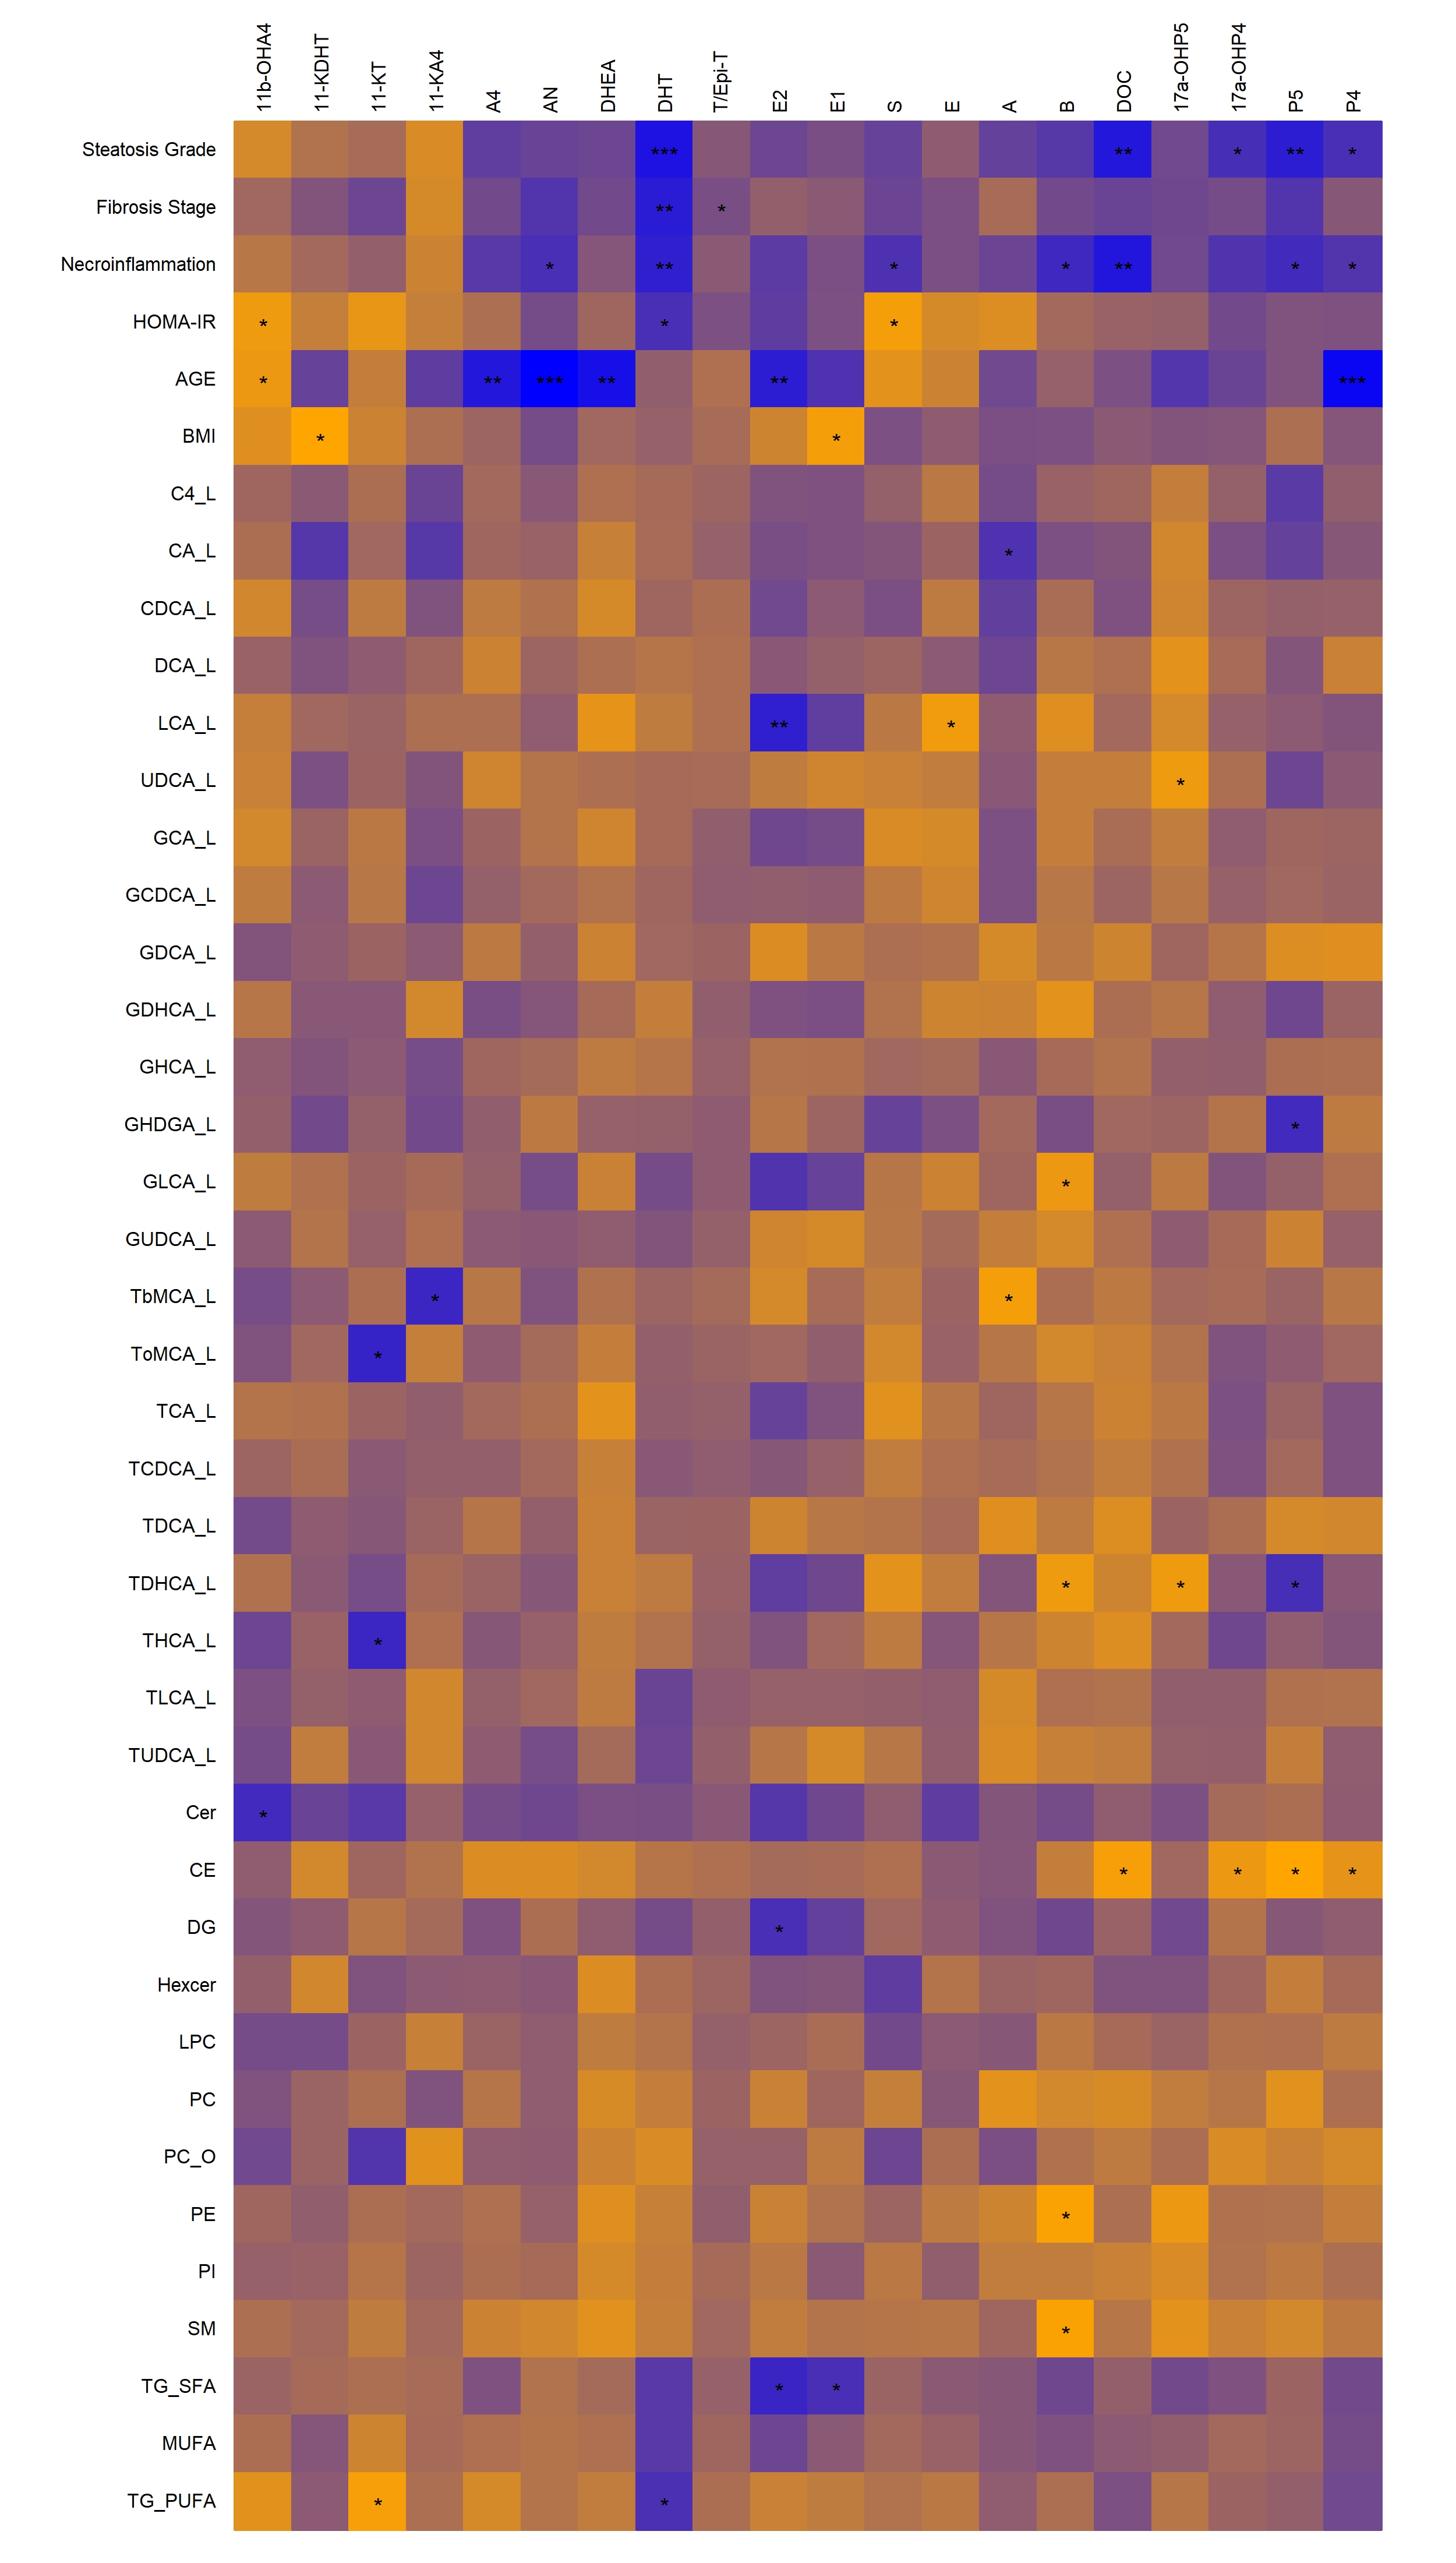 11b-OHA4 11-KDHT 11-KT 11-KA4 A4 AN DHEA DHT T/Epi-T E2 E1 S E A B DOC 17a-OHP5 17a-OHP4 P5 P4
Steatosis Grade *** ** * ** *
Fibrosis Stage ** *
Necroinflammation * ** * * ** * *
HOMA-IR * * *
AGE * ** *** ** ** ***
BMI * *
C4_L
CA_L *
CDCA_L
DCA_L
LCA_L ** *
UDCA_L *
GCA_L
GCDCA_L
GDCA_L
GDHCA_L
GHCA_L
GHDGA_L *
GLCA_L *
GUDCA_L
TbMCA_L * *
ToMCA_L *
TCA_L
TCDCA_L
TDCA_L
TDHCA_L * * *
THCA_L *
TLCA_L
TUDCA_L
Cer *
CE * * * *
DG *
Hexcer
LPC
PC
PC_O
PE *
PI
SM *
TG_SFA * *
MUFA
TG_PUFA * *